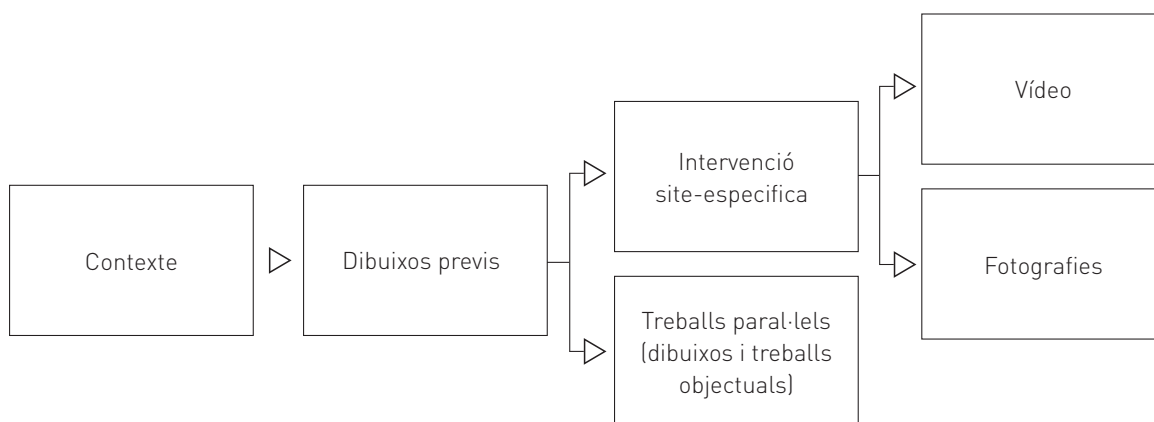 Contexte
Dibuixos previs
Intervenció
site-especifica
Treballs paral·lels
(dibuixos i treballs
objectuals)
Vídeo
Fotografies